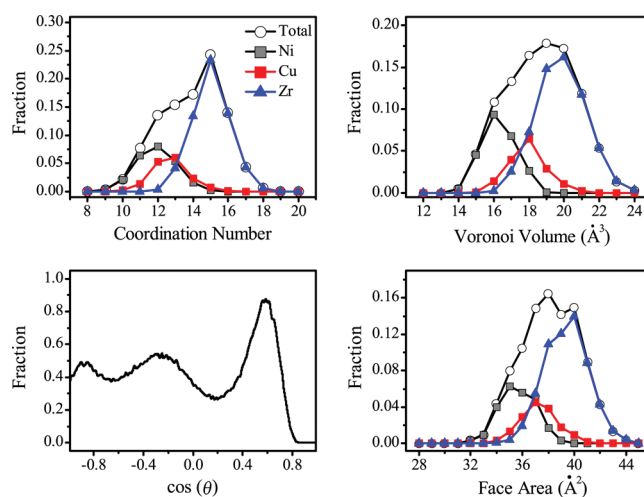 0.30
0.25
0.20
0.15
0.10
0.05
0.00
Fraction
Total
Ni
Cu
Zr
8 10 12 14 16 18 20
Coordination Number
0.20
0.15
0.10
0.05
0.00
Fraction
12 14 16 18 20 22 24
Voronoi Volume (Å³)
1.0
0.8
0.6
0.4
0.2
0.0
Fraction
-0.8 -0.4 0.0 0.4 0.8
cos (θ)
0.16
0.12
0.08
0.04
0.00
Fraction
28 32 36 40 44
Face Area (Å²)